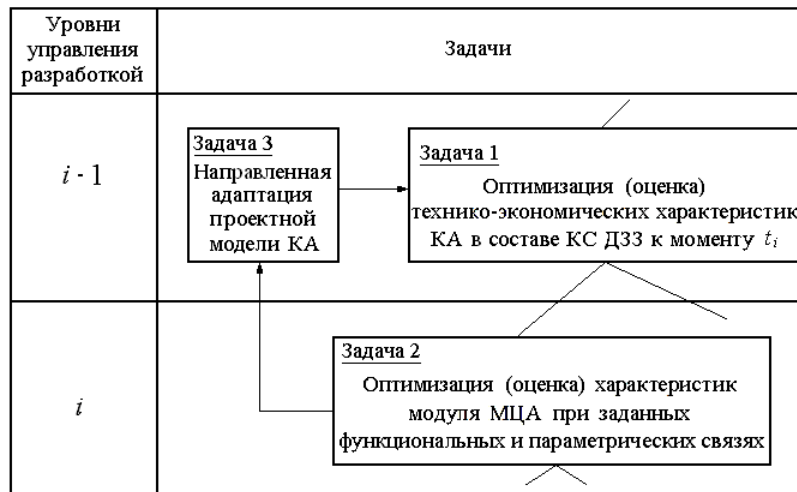 Уровни
управления
разработкой
Задачи
i - 1
Задача 3
Направленная
адаптация
проектной
модели КА
Задача 1
Оптимизация (оценка)
технико-экономических характеристик
КА в составе КС ДЗЗ к моменту tᵢ
i
Задача 2
Оптимизация (оценка) характеристик
модуля МЦА при заданных
функциональных и параметрических связях